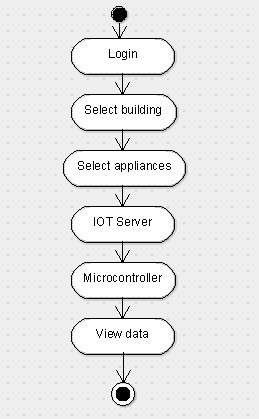 Login
Select building
Select appliances
IOT Server
Microcontroller
View data